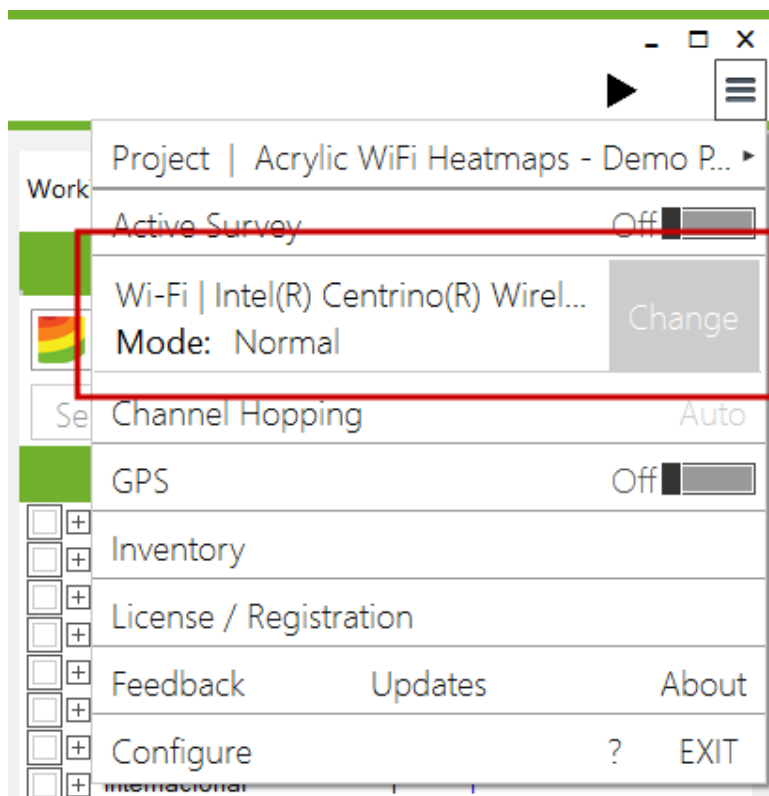 Project | Acrylic WiFi Heatmaps - Demo P...
Work
Active Survey Off
Wi-Fi | Intel(R) Centrino(R) Wirel... Change
Mode: Normal
Se
Channel Hopping Auto
GPS Off
Inventory
License / Registration
Feedback Updates About
Configure ? EXIT
Internacional